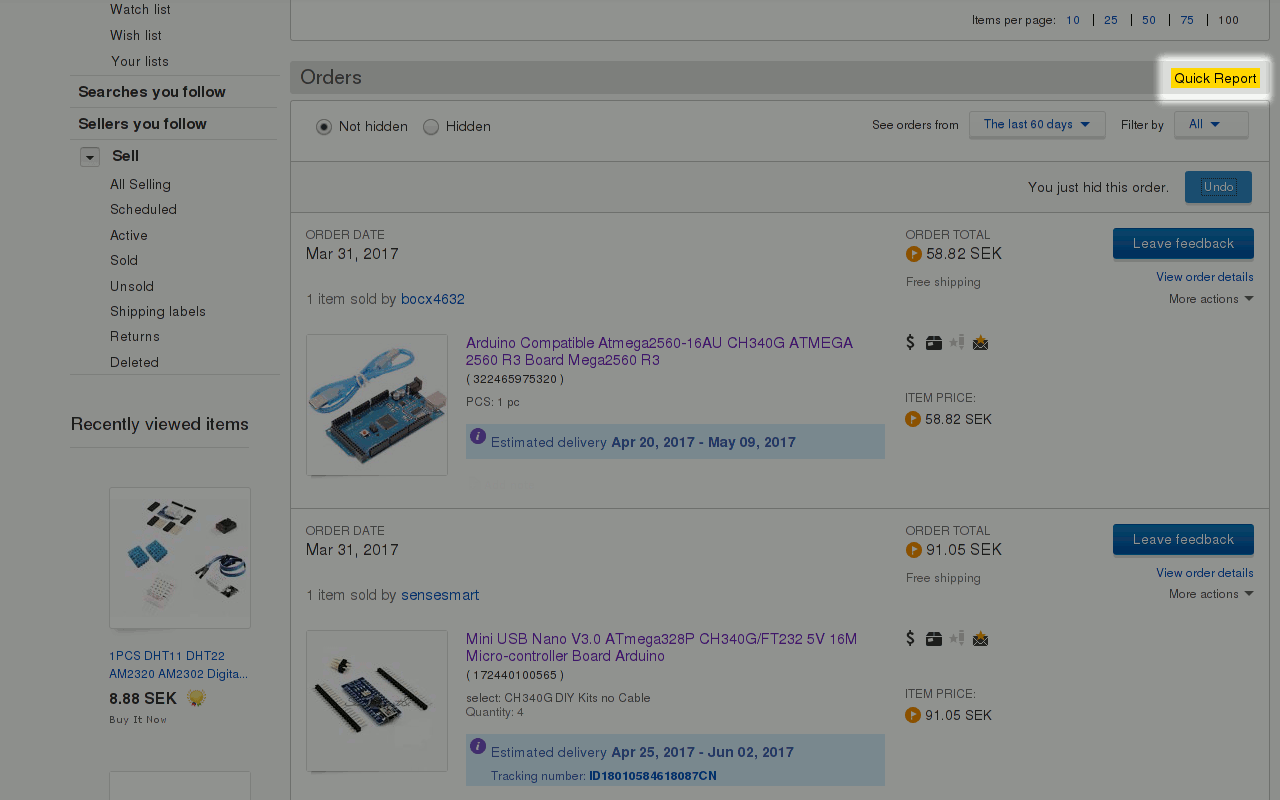 Watch list
Wish list
Your lists
Searches you follow
Sellers you follow
Sell
All Selling
Scheduled
Active
Sold
Unsold
Shipping labels
Returns
Deleted
Recently viewed items
1PCS DHT11 DHT22
AM2320 AM2302 Digita...
8.88 SEK
Buy It Now
Items per page: 10 | 25 | 50 | 75 | 100
Orders
Quick Report
Not hidden Hidden
See orders from The last 60 days Filter by All
You just hid this order. Undo
ORDER DATE
Mar 31, 2017
ORDER TOTAL
58.82 SEK
Free shipping
Leave feedback
View order details
More actions
1 item sold by bocx4632
Arduino Compatible Atmega2560-16AU CH340G ATMEGA
2560 R3 Board Mega2560 R3
( 322465975320 )
PCS: 1 pc
Estimated delivery Apr 20, 2017 - May 09, 2017
ITEM PRICE:
58.82 SEK
ORDER DATE
Mar 31, 2017
ORDER TOTAL
91.05 SEK
Free shipping
Leave feedback
View order details
More actions
1 item sold by sensesmart
Mini USB Nano V3.0 ATmega328P CH340G/FT232 5V 16M
Micro-controller Board Arduino
( 172440100565 )
select: CH340G DIY Kits no Cable
Quantity: 4
Estimated delivery Apr 25, 2017 - Jun 02, 2017
Tracking number: ID18010584618087CN
ITEM PRICE:
91.05 SEK